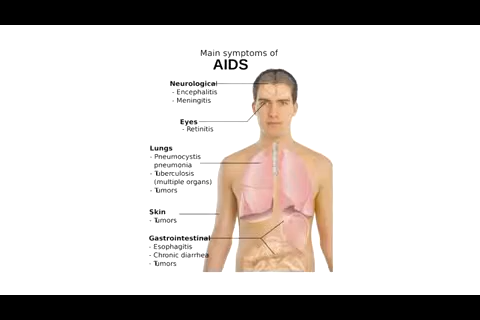 Main symptoms of
AIDS
Neurological
- Encephalitis
- Meningitis
Eyes
- Retinitis
Lungs
- Pneumocystis
pneumonia
- Tuberculosis
(multiple organs)
- Tumors
Skin
- Tumors
Gastrointestinal
- Esophagitis
- Chronic diarrhea
- Tumors